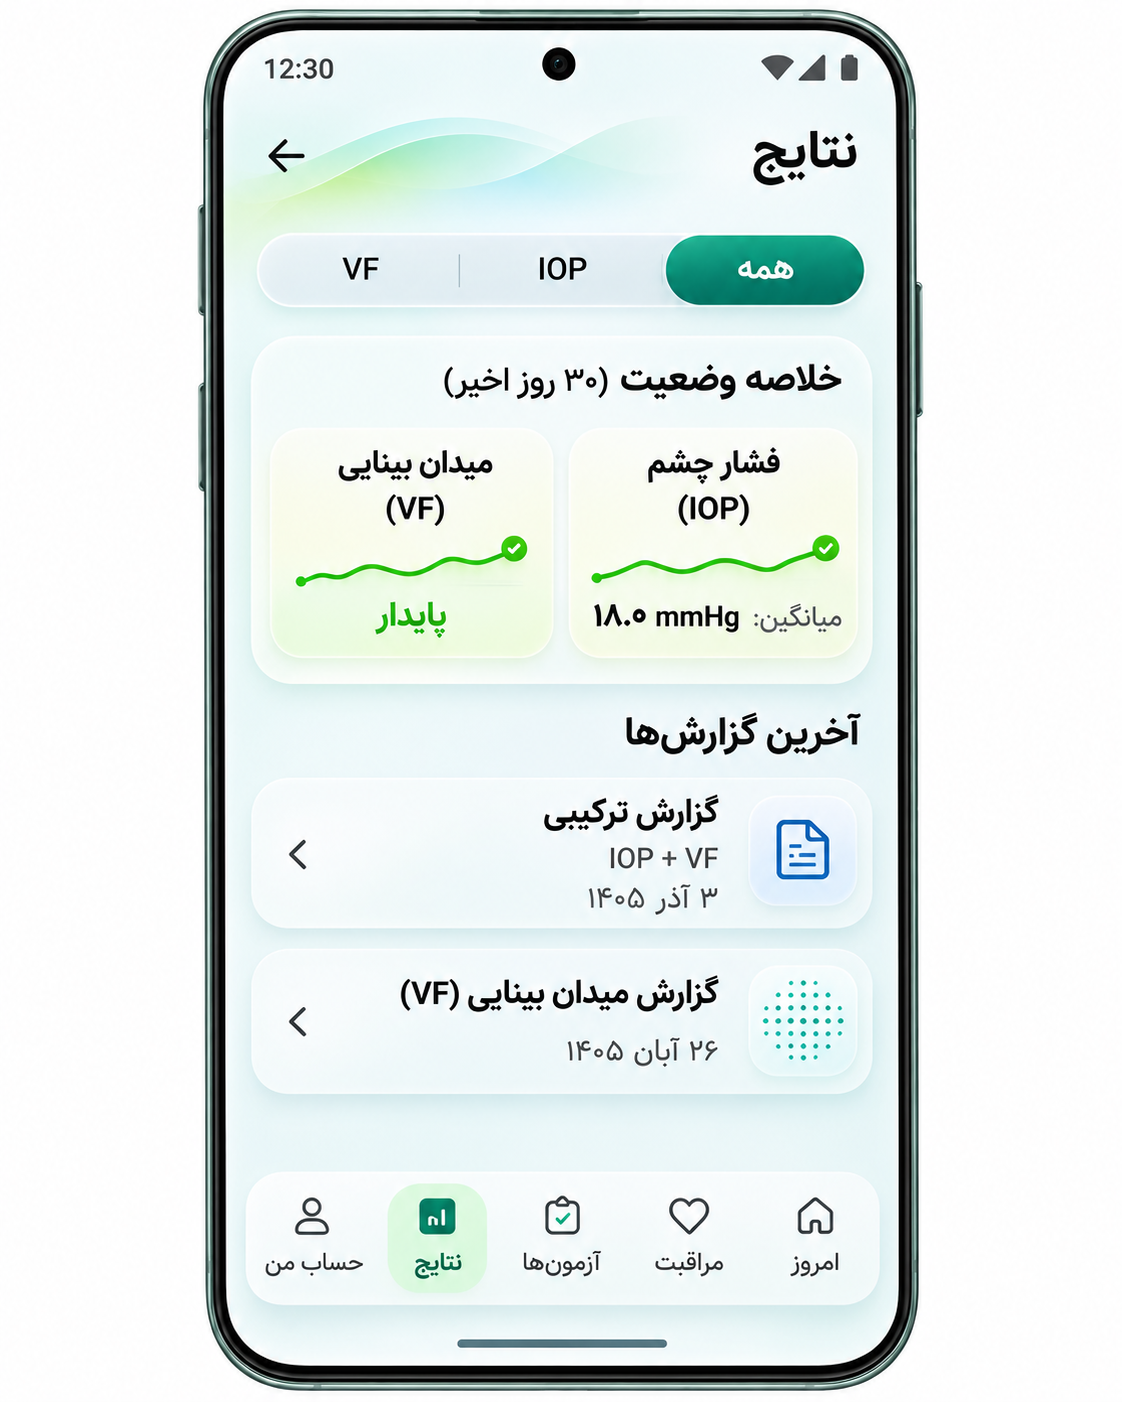 12:30
نتایج
همه
IOP
VF
خلاصه وضعیت (۳۰ روز اخیر)
فشار چشم
(IOP)
میانگین: ۱۸.۰ mmHg
میدان بینایی
(VF)
پایدار
آخرین گزارش‌ها
گزارش ترکیبی
IOP + VF
۳ آذر ۱۴۰۵
گزارش میدان بینایی (VF)
۲۶ آبان ۱۴۰۵
امروز
مراقبت
آزمون‌ها
نتایج
حساب من